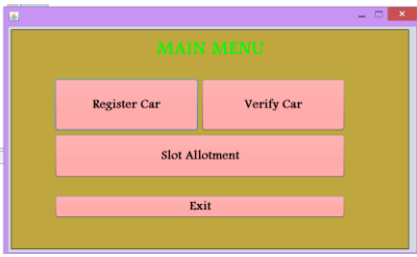 MAIN MENU
Register Car
Verify Car
Slot Allotment
Exit